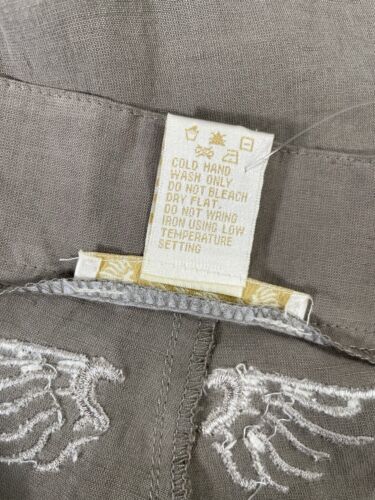 COLD HAND
WASH ONLY
DO NOT BLEACH
DRY FLAT.
DO NOT WRING
IRON USING LOW
TEMPERATURE
SETTING